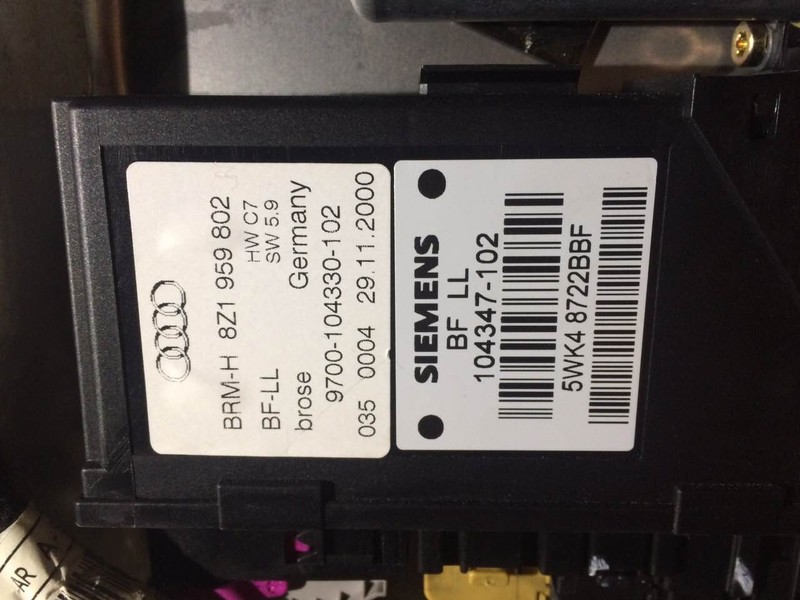 BRM-H 8Z1 959 802
BF-LL HW C7
SW 5.9
brose Germany
9700-104330-102
035 0004 29.11.2000
SIEMENS
BF LL
104347-102
5WK4 8722BBF
AR
A